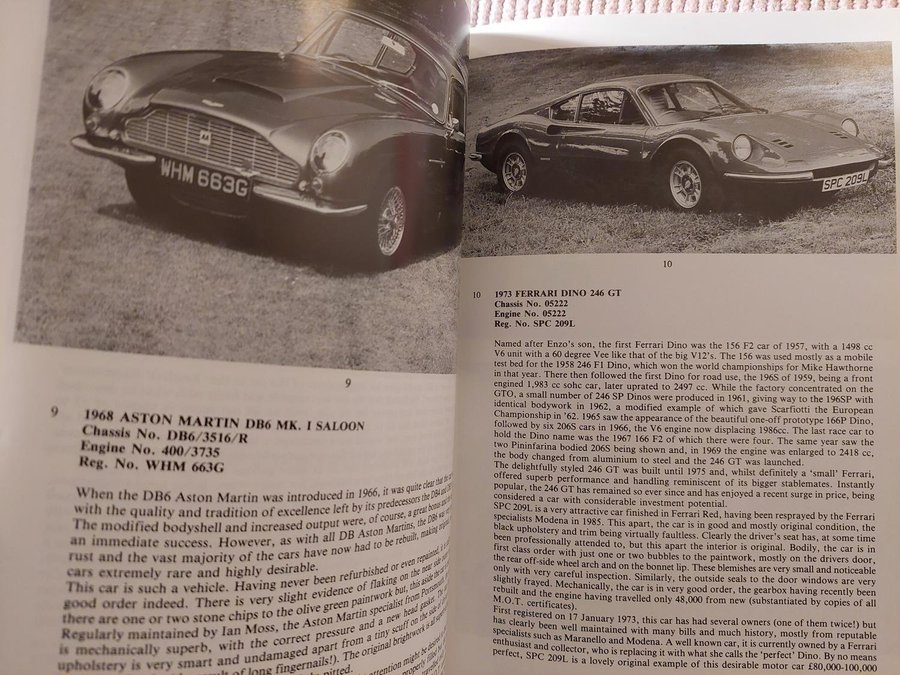 WHM 663G
9
9 1968 ASTON MARTIN DB6 MK. I SALOON
Chassis No. DB6/3516/R
Engine No. 400/3735
Reg. No. WHM 663G
When the DB6 Aston Martin was introduced in 1966, it was quite clear that the
with the quality and tradition of excellence left by its predecessors the DB4 and
The modified bodyshell and increased output were, of course, a great bonus and the
an immediate success. However, as with all DB Aston Martins, the DB6 was
rust and the vast majority of the cars have now had to be rebuilt, making
cars extremely rare and highly desirable.
This car is such a vehicle. Having never been refurbished or even repaired, it is
good order indeed. There is very slight evidence of flaking on the near side
there are one or two stone chips to the olive green paintwork but, this aside the
Regularly maintained by Ian Moss, the Aston Martin specialist from Portsmouth
is mechanically superb, with the correct pressure and a new head gasket. The
upholstery is very smart and undamaged apart from a tiny scuff on the side of the
result of long fingernails!). The original brightwork is all
pitted.
attention might be
properly
SPC 209L
10
10 1973 FERRARI DINO 246 GT
Chassis No. 05222
Engine No. 05222
Reg. No. SPC 209L
Named after Enzo's son, the first Ferrari Dino was the 156 F2 car of 1957, with a 1498 cc
V6 unit with a 60 degree Vee like that of the big V12's. The 156 was used mostly as a mobile
test bed for the 1958 246 F1 Dino, which won the world championships for Mike Hawthorne
in that year. There then followed the first Dino for road use, the 196S of 1959, being a front
engined 1,983 cc sohc car, later uprated to 2497 cc. While the factory concentrated on the
GTO, a small number of 246 SP Dinos were produced in 1961, giving way to the 196SP with
identical bodywork in 1962, a modified example of which gave Scarfiotti the European
Championship in '62. 1965 saw the appearance of the beautiful one-off prototype 166P Dino,
followed by six 206S cars in 1966, the V6 engine now displacing 1986cc. The last race car to
hold the Dino name was the 1967 166 F2 of which there were four. The same year saw the
two Pininfarina bodied 206S being shown and, in 1969 the engine was enlarged to 2418 cc,
the body changed from aluminium to steel and the 246 GT was launched.
The delightfully styled 246 GT was built until 1975 and, whilst definitely a 'small' Ferrari,
offered superb performance and handling reminiscent of its bigger stablemates. Instantly
popular, the 246 GT has remained so ever since and has enjoyed a recent surge in price, being
considered a car with considerable investment potential.
SPC 209L is a very attractive car finished in Ferrari Red, having been resprayed by the Ferrari
specialists Modena in 1985. This apart, the car is in good and mostly original condition, the
black upholstery and trim being virtually faultless. Clearly the driver's seat has, at some time
been professionally attended to, but this apart the interior is original. Bodily, the car is in
first class order with just one or two bubbles to the paintwork, mostly on the drivers door,
the rear off-side wheel arch and on the bonnet lip. These blemishes are very small and noticeable
only with very careful inspection. Similarly, the outside seals to the door windows are very
slightly frayed. Mechanically, the car is in very good order, the gearbox having recently been
rebuilt and the engine having travelled only 48,000 from new (substantiated by copies of all
M.O.T. certificates).
First registered on 17 January 1973, this car has had several owners (one of them twice!) but
has clearly been well maintained with many bills and much history, mostly from reputable
specialists such as Maranello and Modena. A well known car, it is currently owned by a Ferrari
enthusiast and collector, who is replacing it with what she calls the 'perfect' Dino. By no means
perfect, SPC 209L is a lovely original example of this desirable motor car £80,000-100,000